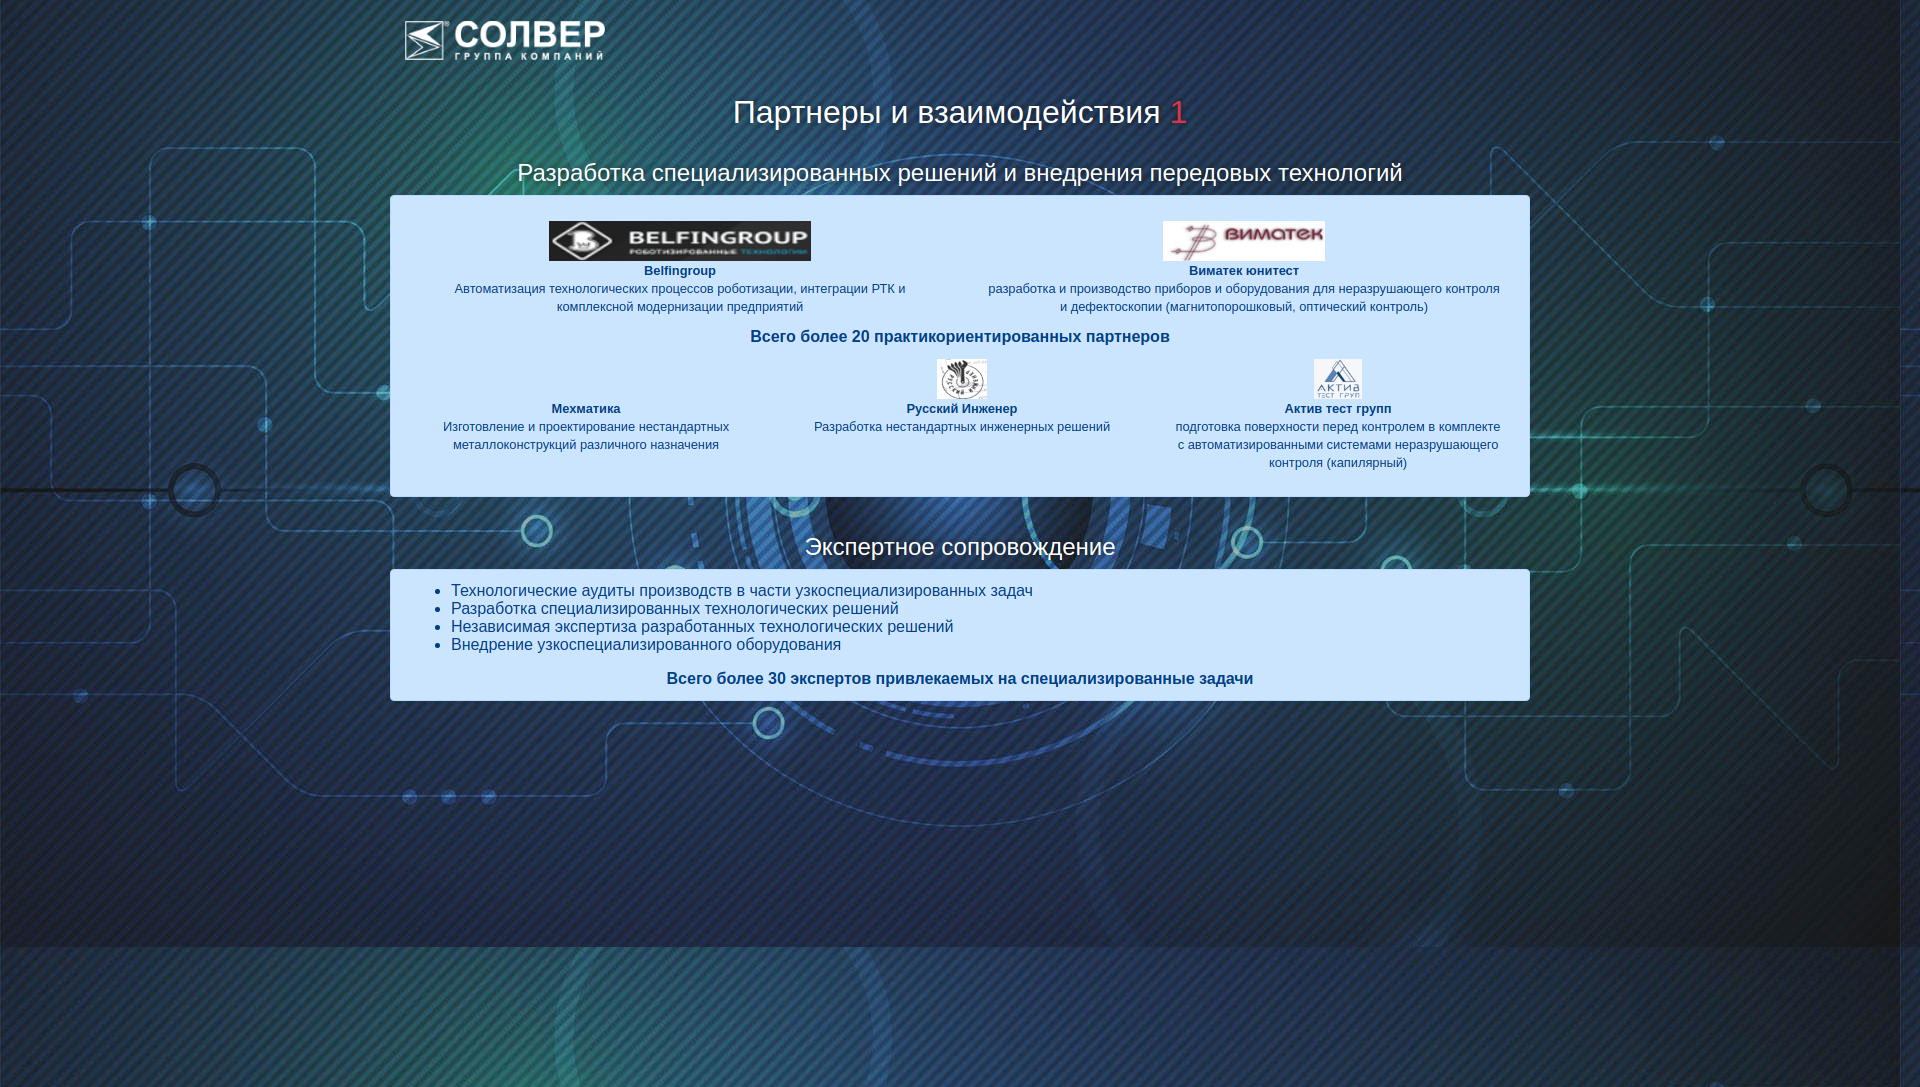 СОЛВЕР
ГРУППА КОМПАНИЙ
Партнеры и взаимодействия 1
Разработка специализированных решений и внедрения передовых технологий
BELFINGROUP
РОБОТИЗИРОВАННЫЕ ТЕХНОЛОГИИ
Belfingroup
Автоматизация технологических процессов роботизации, интеграции РТК и
комплексной модернизации предприятий
Виматек
Виматек юнитест
разработка и производство приборов и оборудования для неразрушающего контроля
и дефектоскопии (магнитопорошковый, оптический контроль)
Всего более 20 практикориентированных партнеров
Мехматика
Изготовление и проектирование нестандартных
металлоконструкций различного назначения
Русский Инженер
Разработка нестандартных инженерных решений
АКТИВ
ТЕСТ ГРУП
Актив тест групп
подготовка поверхности перед контролем в комплекте
с автоматизированными системами неразрушающего
контроля (капилярный)
Экспертное сопровождение
Технологические аудиты производств в части узкоспециализированных задач
Разработка специализированных технологических решений
Независимая экспертиза разработанных технологических решений
Внедрение узкоспециализированного оборудования
Всего более 30 экспертов привлекаемых на специализированные задачи